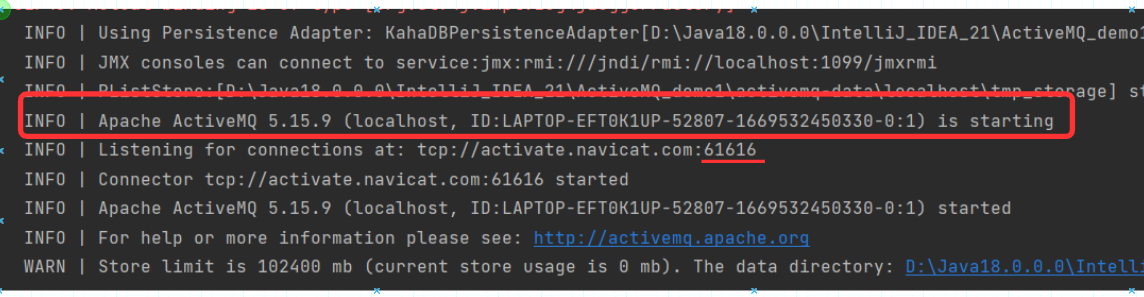 INFO | Using Persistence Adapter: KahaDBPersistenceAdapter[D:\Java18.0.0.0\IntelliJ_IDEA_21\ActiveMQ_demo1
INFO | JMX consoles can connect to service:jmx:rmi:///jndi/rmi://localhost:1099/jmxrmi
INFO | PListStore:[D:\Java18.0.0.0\IntelliJ_IDEA_21\ActiveMQ_demo1\activemq-data\localhost\tmp_storage] st
INFO | Apache ActiveMQ 5.15.9 (localhost, ID:LAPTOP-EFT0K1UP-52807-1669532450330-0:1) is starting
INFO | Listening for connections at: tcp://activate.navicat.com:61616
INFO | Connector tcp://activate.navicat.com:61616 started
INFO | Apache ActiveMQ 5.15.9 (localhost, ID:LAPTOP-EFT0K1UP-52807-1669532450330-0:1) started
INFO | For help or more information please see: http://activemq.apache.org
WARN | Store limit is 102400 mb (current store usage is 0 mb). The data directory: D:\Java18.0.0.0\Intelli